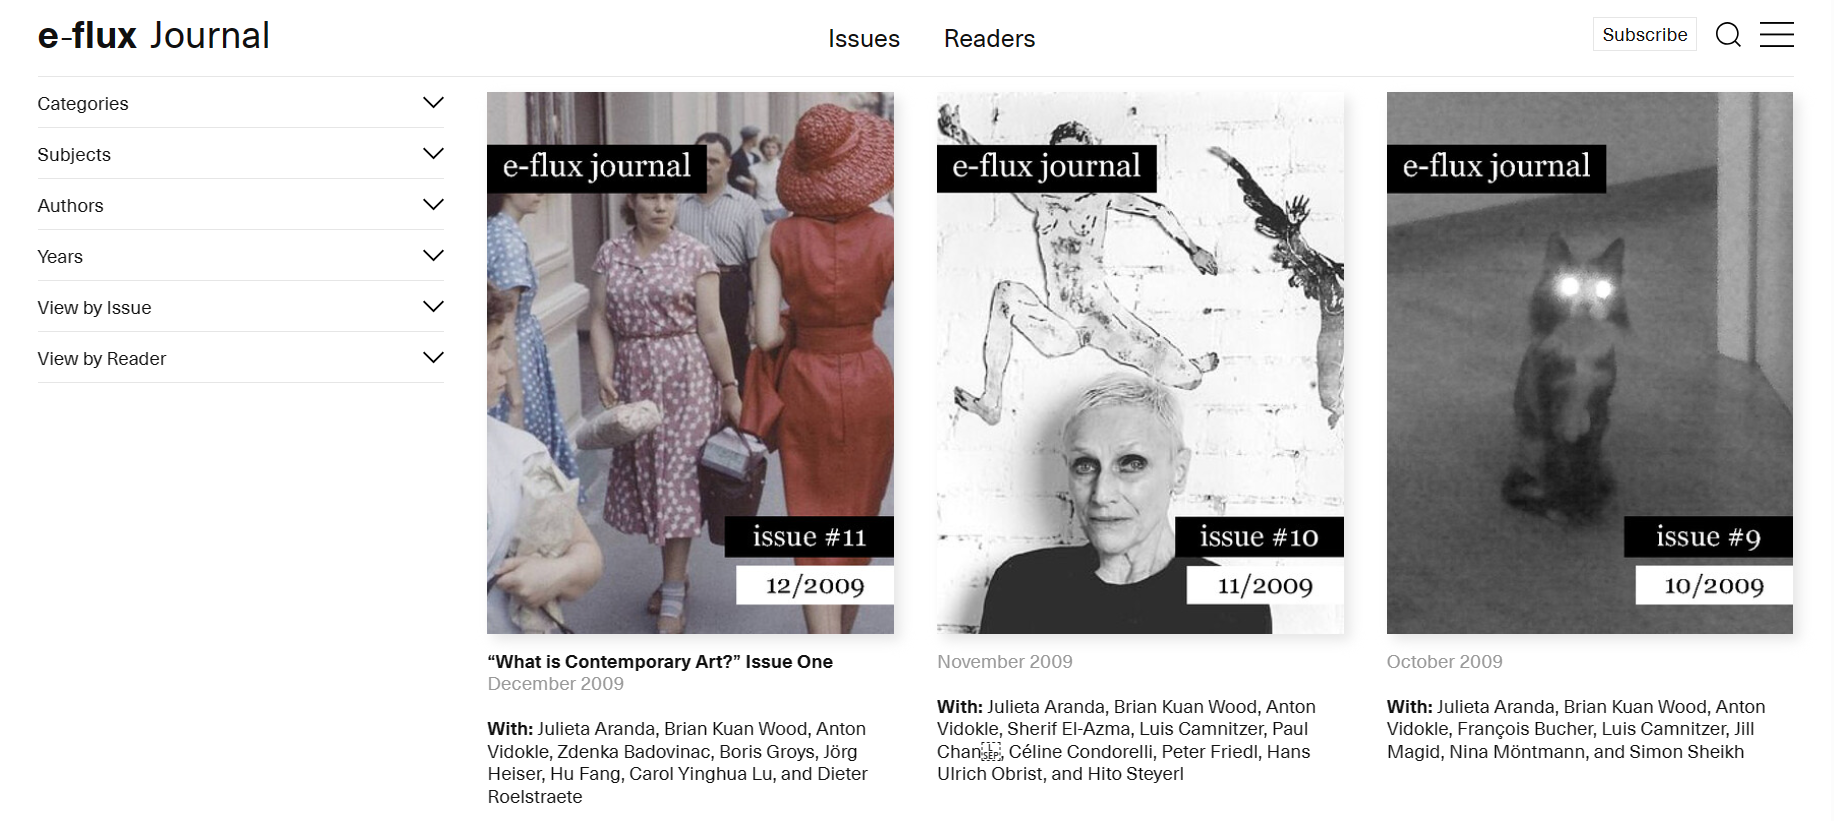 e-flux Journal
Issues
Readers
Subscribe
Categories
Subjects
Authors
Years
View by Issue
View by Reader
e-flux journal
issue #11
12/2009
“What is Contemporary Art?” Issue One
December 2009
With: Julieta Aranda, Brian Kuan Wood, Anton
Vidokle, Zdenka Badovinac, Boris Groys, Jörg
Heiser, Hu Fang, Carol Yinghua Lu, and Dieter
Roelstraete
e-flux journal
issue #10
11/2009
November 2009
With: Julieta Aranda, Brian Kuan Wood, Anton
Vidokle, Sherif El-Azma, Luis Camnitzer, Paul
Chan, Céline Condorelli, Peter Friedl, Hans
Ulrich Obrist, and Hito Steyerl
e-flux journal
issue #9
10/2009
October 2009
With: Julieta Aranda, Brian Kuan Wood, Anton
Vidokle, François Bucher, Luis Camnitzer, Jill
Magid, Nina Möntmann, and Simon Sheikh